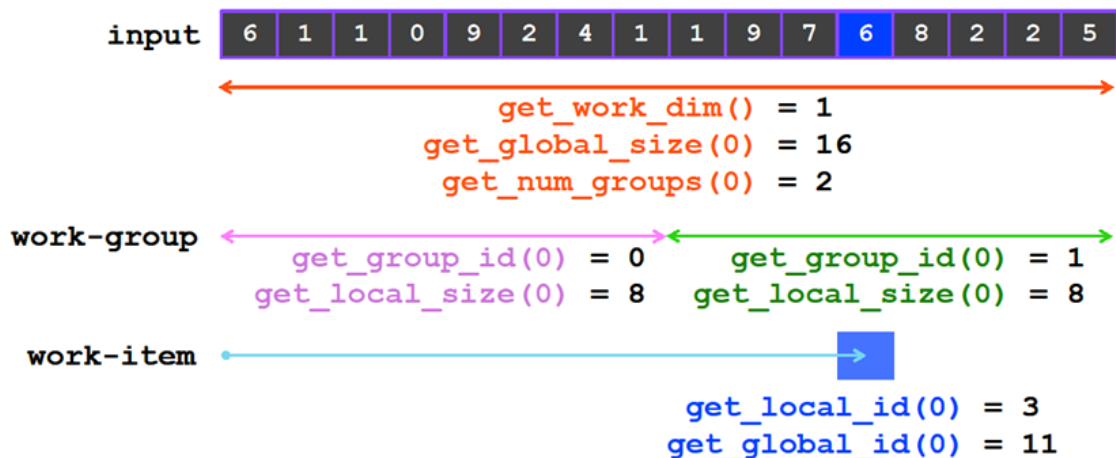 input 6 1 1 0 9 2 4 1 1 9 7 6 8 2 2 5
get_work_dim() = 1
get_global_size(0) = 16
get_num_groups(0) = 2
work-group
get_group_id(0) = 0 get_group_id(0) = 1
get_local_size(0) = 8 get_local_size(0) = 8
work-item
get_local_id(0) = 3
get_global_id(0) = 11